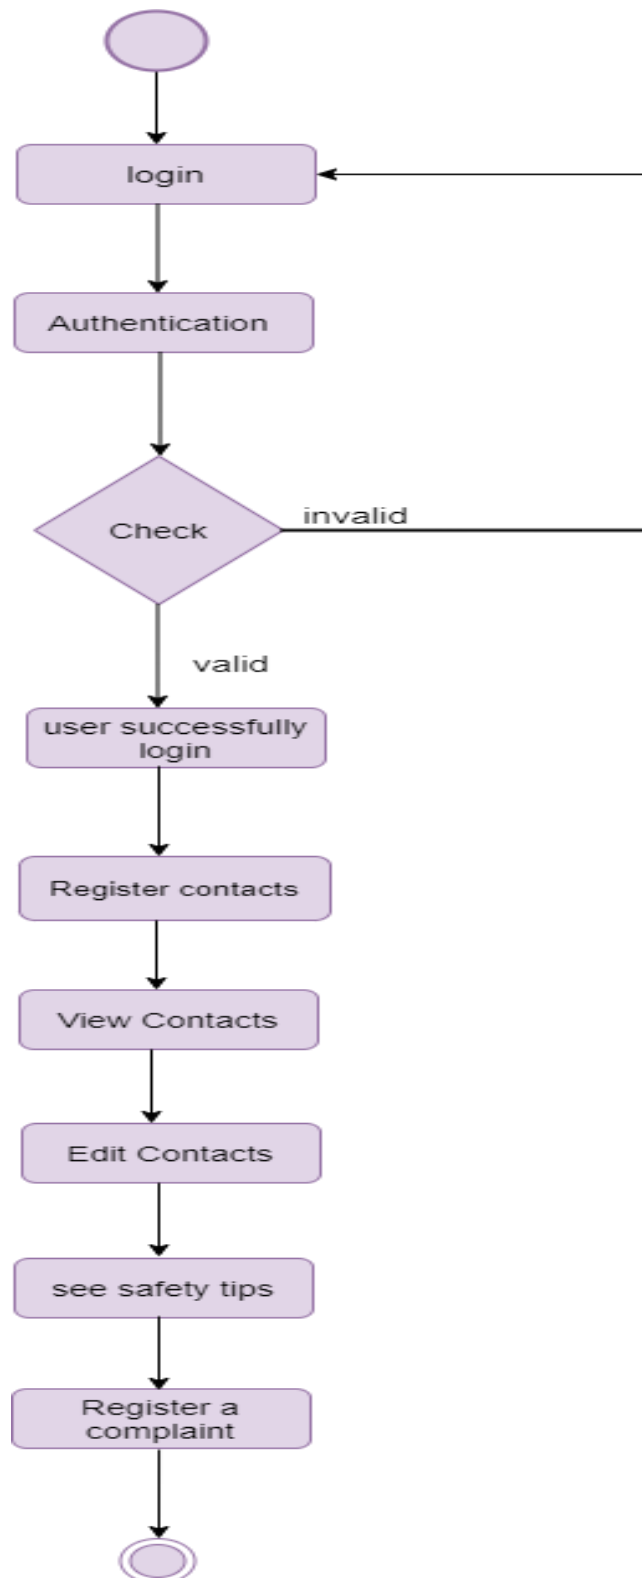 login
Authentication
Check
invalid
valid
user successfully
login
Register contacts
View Contacts
Edit Contacts
see safety tips
Register a
complaint